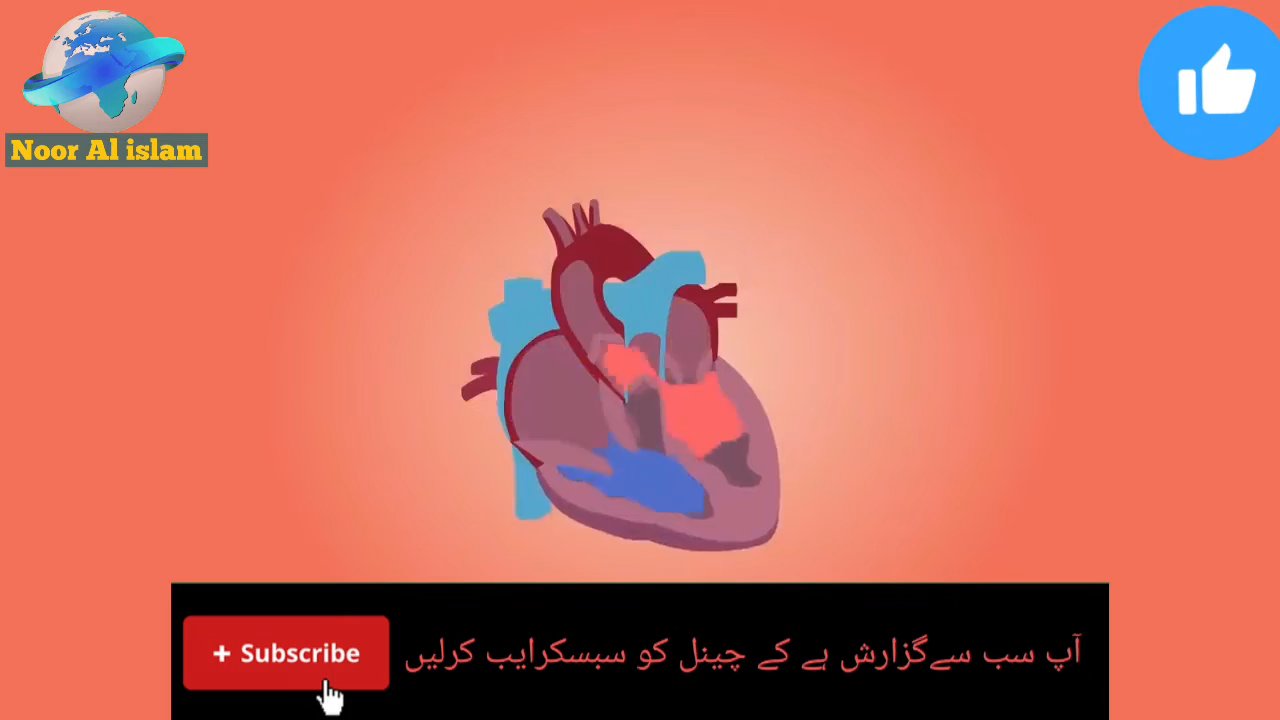 Noor Al islam
+ Subscribe
آپ سب سےگزارش ہے کے چینل کو سبسکرایب کرلیں